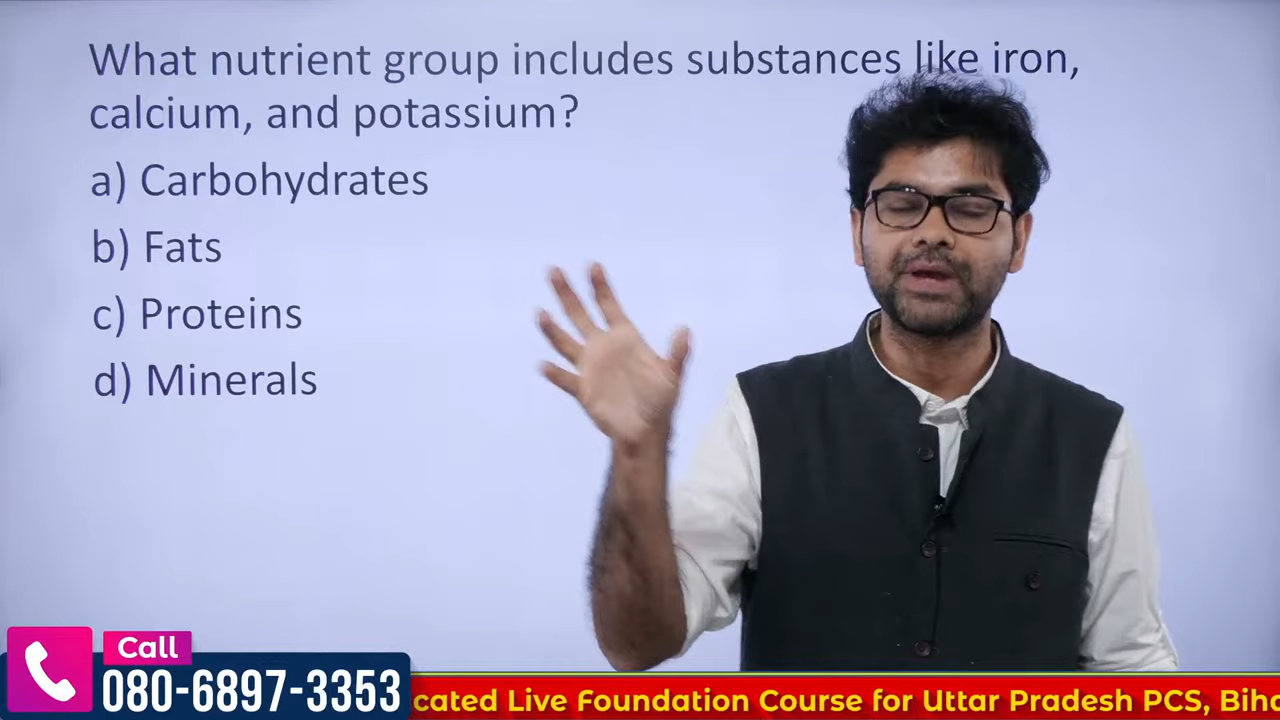 What nutrient group includes substances like iron,
calcium, and potassium?
a) Carbohydrates
b) Fats
c) Proteins
d) Minerals
Call
080-6897-3353
cated Live Foundation Course for Uttar Pradesh PCS, Biha